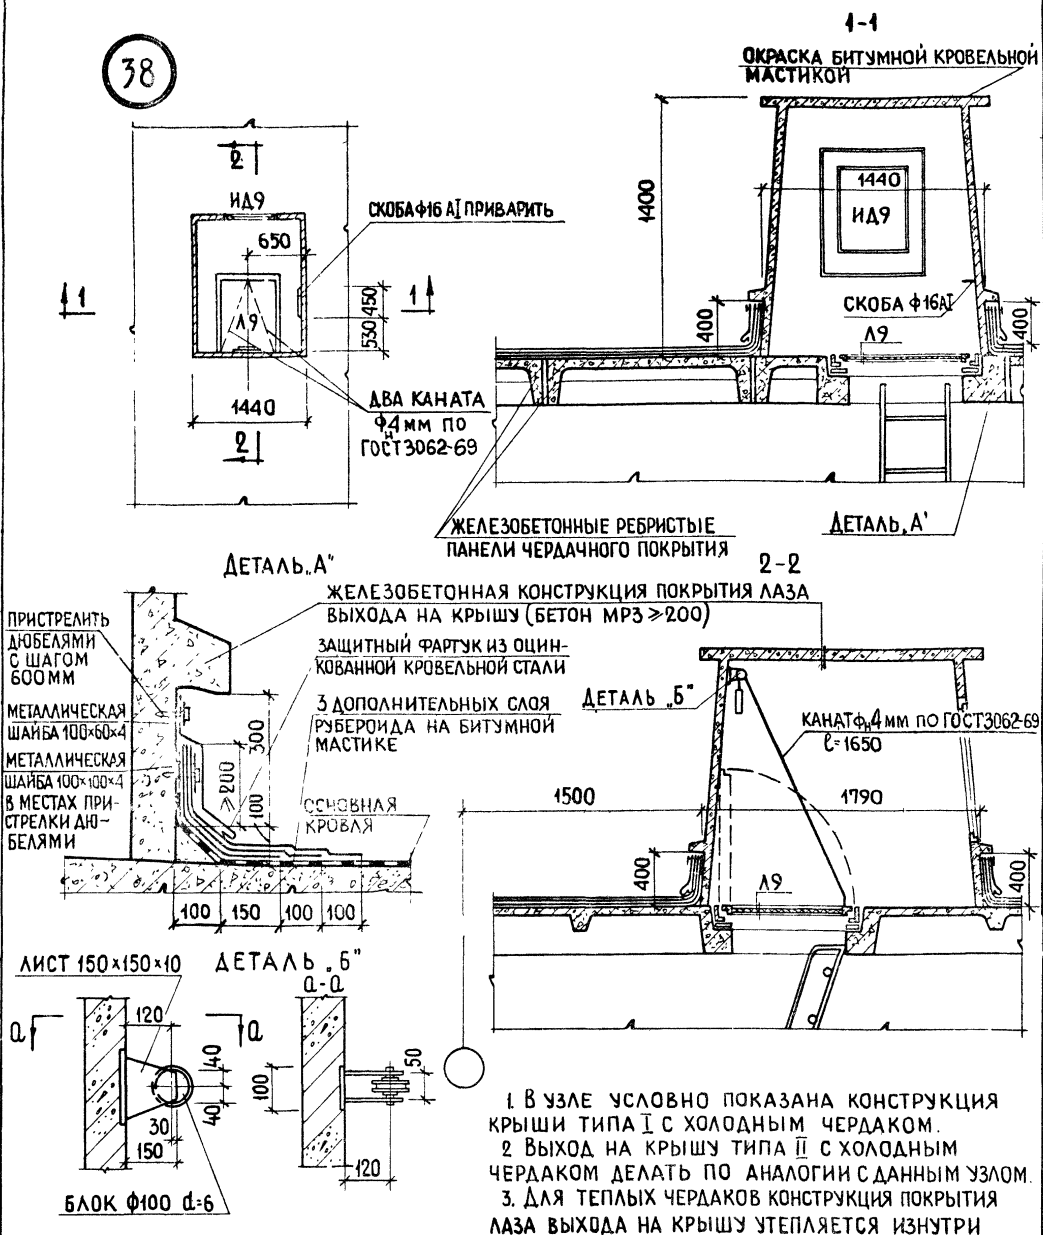 38
2
ИД9
СКОБА Ф16 АI ПРИВАРИТЬ
650
1
1
Л9
450
530
1440
2
ДВА КАНАТА
Ф4 мм ПО
н
ГОСТ3062-69
1-1
ОКРАСКА БИТУМНОЙ КРОВЕЛЬНОЙ
МАСТИКОЙ
1400
1440
ИД9
СКОБА Ф16АI
400
400
Л9
ЖЕЛЕЗОБЕТОННЫЕ РЕБРИСТЫЕ
ПАНЕЛИ ЧЕРДАЧНОГО ПОКРЫТИЯ
ДЕТАЛЬ „А"
ДЕТАЛЬ „А"
ЖЕЛЕЗОБЕТОННАЯ КОНСТРУКЦИЯ ПОКРЫТИЯ ЛАЗА
ВЫХОДА НА КРЫШУ (БЕТОН МРЗ ≥ 200)
ПРИСТРЕЛИТЬ
ДЮБЕЛЯМИ
С ШАГОМ
600ММ
МЕТАЛЛИЧЕСКАЯ
ШАЙБА 100×60×4
МЕТАЛЛИЧЕСКАЯ
ШАЙБА 100×100×4
В МЕСТАХ ПРИ-
СТРЕЛКИ ДЮ-
БЕЛЯМИ
ЗАЩИТНЫЙ ФАРТУК ИЗ ОЦИН-
КОВАННОЙ КРОВЕЛЬНОЙ СТАЛИ
3 ДОПОЛНИТЕЛЬНЫХ СЛОЯ
РУБЕРОИДА НА БИТУМНОЙ
МАСТИКЕ
ОСНОВНАЯ
КРОВЛЯ
300
≥200
100
100
150
100
100
2-2
ДЕТАЛЬ „Б"
КАНАТ Фн4 мм ПО ГОСТ3062-69
ℓ=1650
1500
1790
400
400
Л9
ДЕТАЛЬ „Б"
ЛИСТ 150×150×10
а
а
120
40
40
30
150
БЛОК Ф100 d=6
а-а
100
50
120
1. В УЗЛЕ УСЛОВНО ПОКАЗАНА КОНСТРУКЦИЯ
КРЫШИ ТИПА I С ХОЛОДНЫМ ЧЕРДАКОМ.
2 ВЫХОД НА КРЫШУ ТИПА II С ХОЛОДНЫМ
ЧЕРДАКОМ ДЕЛАТЬ ПО АНАЛОГИИ С ДАННЫМ УЗЛОМ.
3. ДЛЯ ТЕПЛЫХ ЧЕРДАКОВ КОНСТРУКЦИЯ ПОКРЫТИЯ
ЛАЗА ВЫХОДА НА КРЫШУ УТЕПЛЯЕТСЯ ИЗНУТРИ